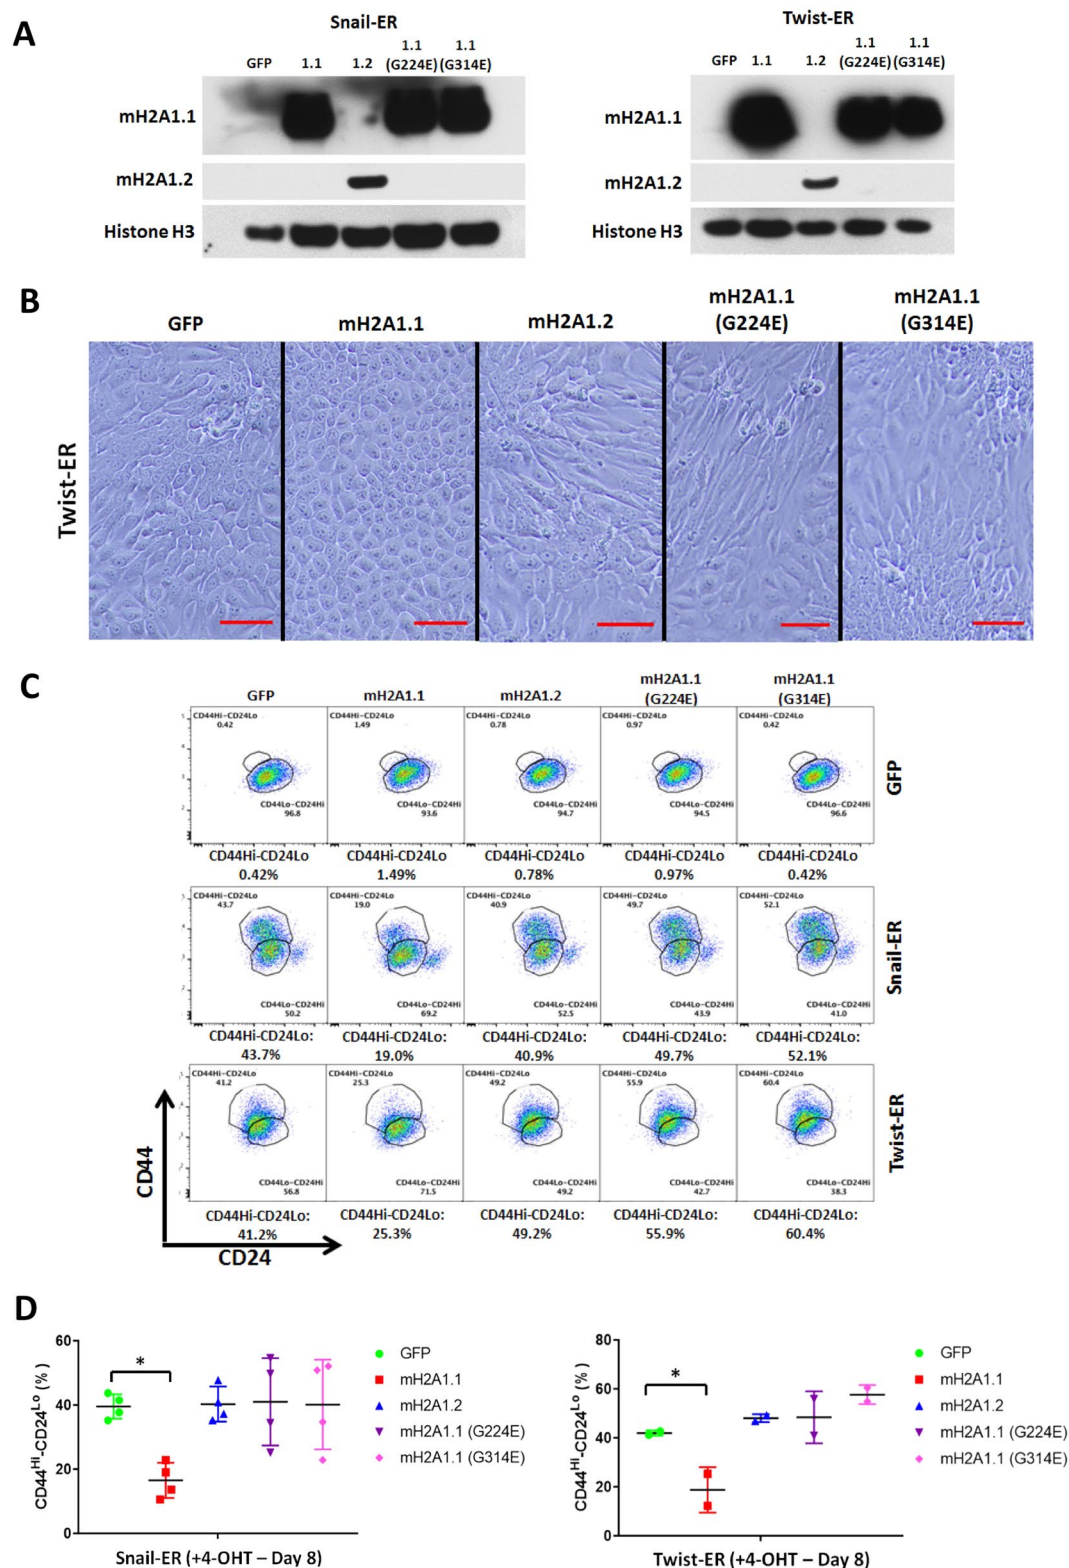 A
Snail-ER
GFP 1.1 1.2 1.1 (G224E) 1.1 (G314E)
mH2A1.1
mH2A1.2
Histone H3
Twist-ER
GFP 1.1 1.2 1.1 (G224E) 1.1 (G314E)
mH2A1.1
mH2A1.2
Histone H3
B
GFP mH2A1.1 mH2A1.2 mH2A1.1 (G224E) mH2A1.1 (G314E)
Twist-ER
C
GFP mH2A1.1 mH2A1.2 mH2A1.1 (G224E) mH2A1.1 (G314E)
CD44Hi-CD24Lo CD44Hi-CD24Lo CD44Hi-CD24Lo CD44Hi-CD24Lo CD44Hi-CD24Lo
0.42 1.49 0.78 0.97 0.42
CD44Lo-CD24Hi CD44Lo-CD24Hi CD44Lo-CD24Hi CD44Lo-CD24Hi CD44Lo-CD24Hi
96.8 93.6 94.7 94.5 96.6
GFP
CD44Hi-CD24Lo CD44Hi-CD24Lo CD44Hi-CD24Lo CD44Hi-CD24Lo CD44Hi-CD24Lo
0.42% 1.49% 0.78% 0.97% 0.42%
CD44Hi-CD24Lo CD44Hi-CD24Lo CD44Hi-CD24Lo CD44Hi-CD24Lo CD44Hi-CD24Lo
43.7 19.0 40.9 49.7 52.1
CD44Lo-CD24Hi CD44Lo-CD24Hi CD44Lo-CD24Hi CD44Lo-CD24Hi CD44Lo-CD24Hi
50.2 69.2 52.5 43.9 41.0
Snail-ER
CD44Hi-CD24Lo: CD44Hi-CD24Lo: CD44Hi-CD24Lo: CD44Hi-CD24Lo: CD44Hi-CD24Lo:
43.7% 19.0% 40.9% 49.7% 52.1%
CD44Hi-CD24Lo CD44Hi-CD24Lo CD44Hi-CD24Lo CD44Hi-CD24Lo CD44Hi-CD24Lo
41.2 25.3 49.2 55.9 60.4
CD44Lo-CD24Hi CD44Lo-CD24Hi CD44Lo-CD24Hi CD44Lo-CD24Hi CD44Lo-CD24Hi
56.8 71.5 49.2 42.7 38.3
Twist-ER
CD44Hi-CD24Lo: CD44Hi-CD24Lo: CD44Hi-CD24Lo: CD44Hi-CD24Lo: CD44Hi-CD24Lo:
41.2% 25.3% 49.2% 55.9% 60.4%
CD44
CD24
D
CD44Hi-CD24Lo (%)
60
40
20
0
*
GFP
mH2A1.1
mH2A1.2
mH2A1.1 (G224E)
mH2A1.1 (G314E)
Snail-ER (+4-OHT – Day 8)
CD44Hi-CD24Lo (%)
80
60
40
20
0
*
GFP
mH2A1.1
mH2A1.2
mH2A1.1 (G224E)
mH2A1.1 (G314E)
Twist-ER (+4-OHT – Day 8)